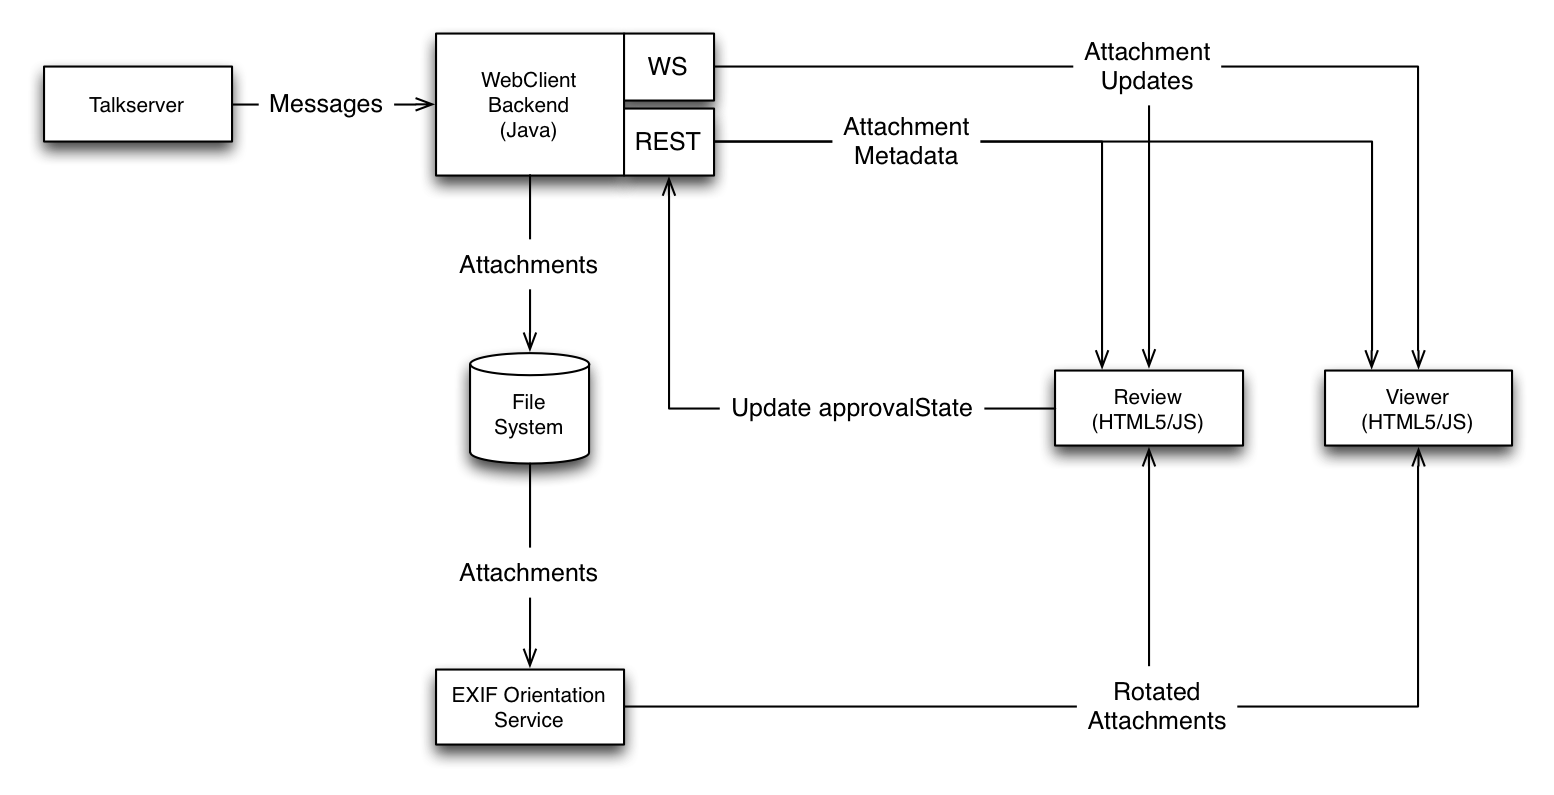 Talkserver
Messages
WebClient
Backend
(Java)
WS
REST
Attachment
Updates
Attachment
Metadata
Attachments
File
System
Update approvalState
Review
(HTML5/JS)
Viewer
(HTML5/JS)
Attachments
EXIF Orientation
Service
Rotated
Attachments